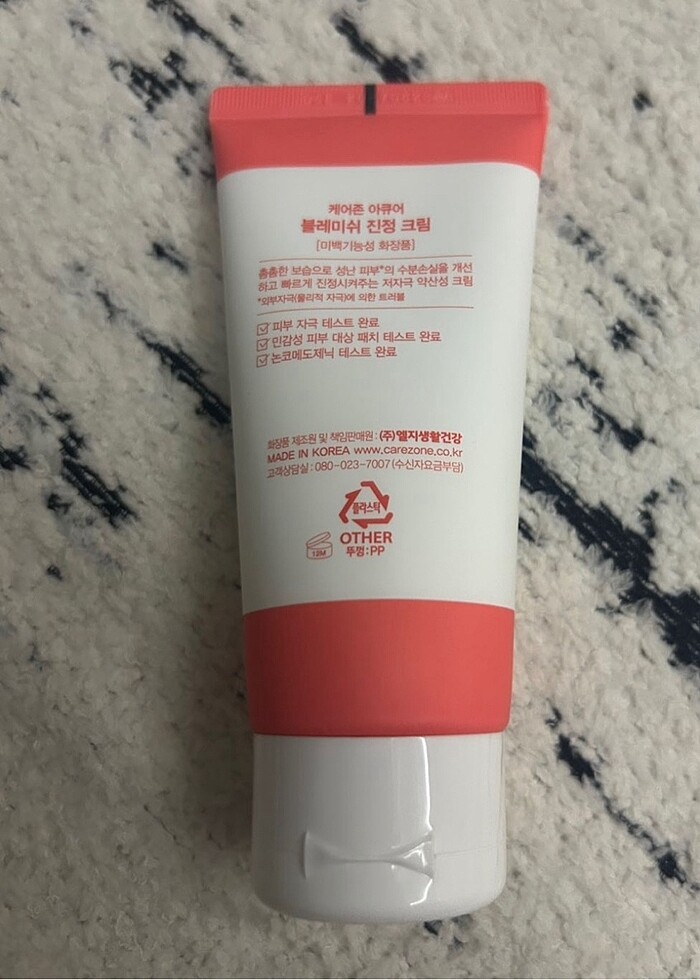 케어존 아큐어
블레미쉬 진정 크림
[미백기능성 화장품]
촘촘한 보습으로 성난 피부*의 수분손실을 개선
하고 빠르게 진정시켜주는 저자극 약산성 크림
*외부자극(물리적 자극)에 의한 트러블
피부 자극 테스트 완료
민감성 피부 대상 패치 테스트 완료
논코메도제닉 테스트 완료
화장품 제조원 및 책임판매원 : (주)엘지생활건강
MADE IN KOREA www.carezone.co.kr
고객상담실 : 080-023-7007 (수신자요금부담)
플라스틱
OTHER
뚜껑:PP
12M